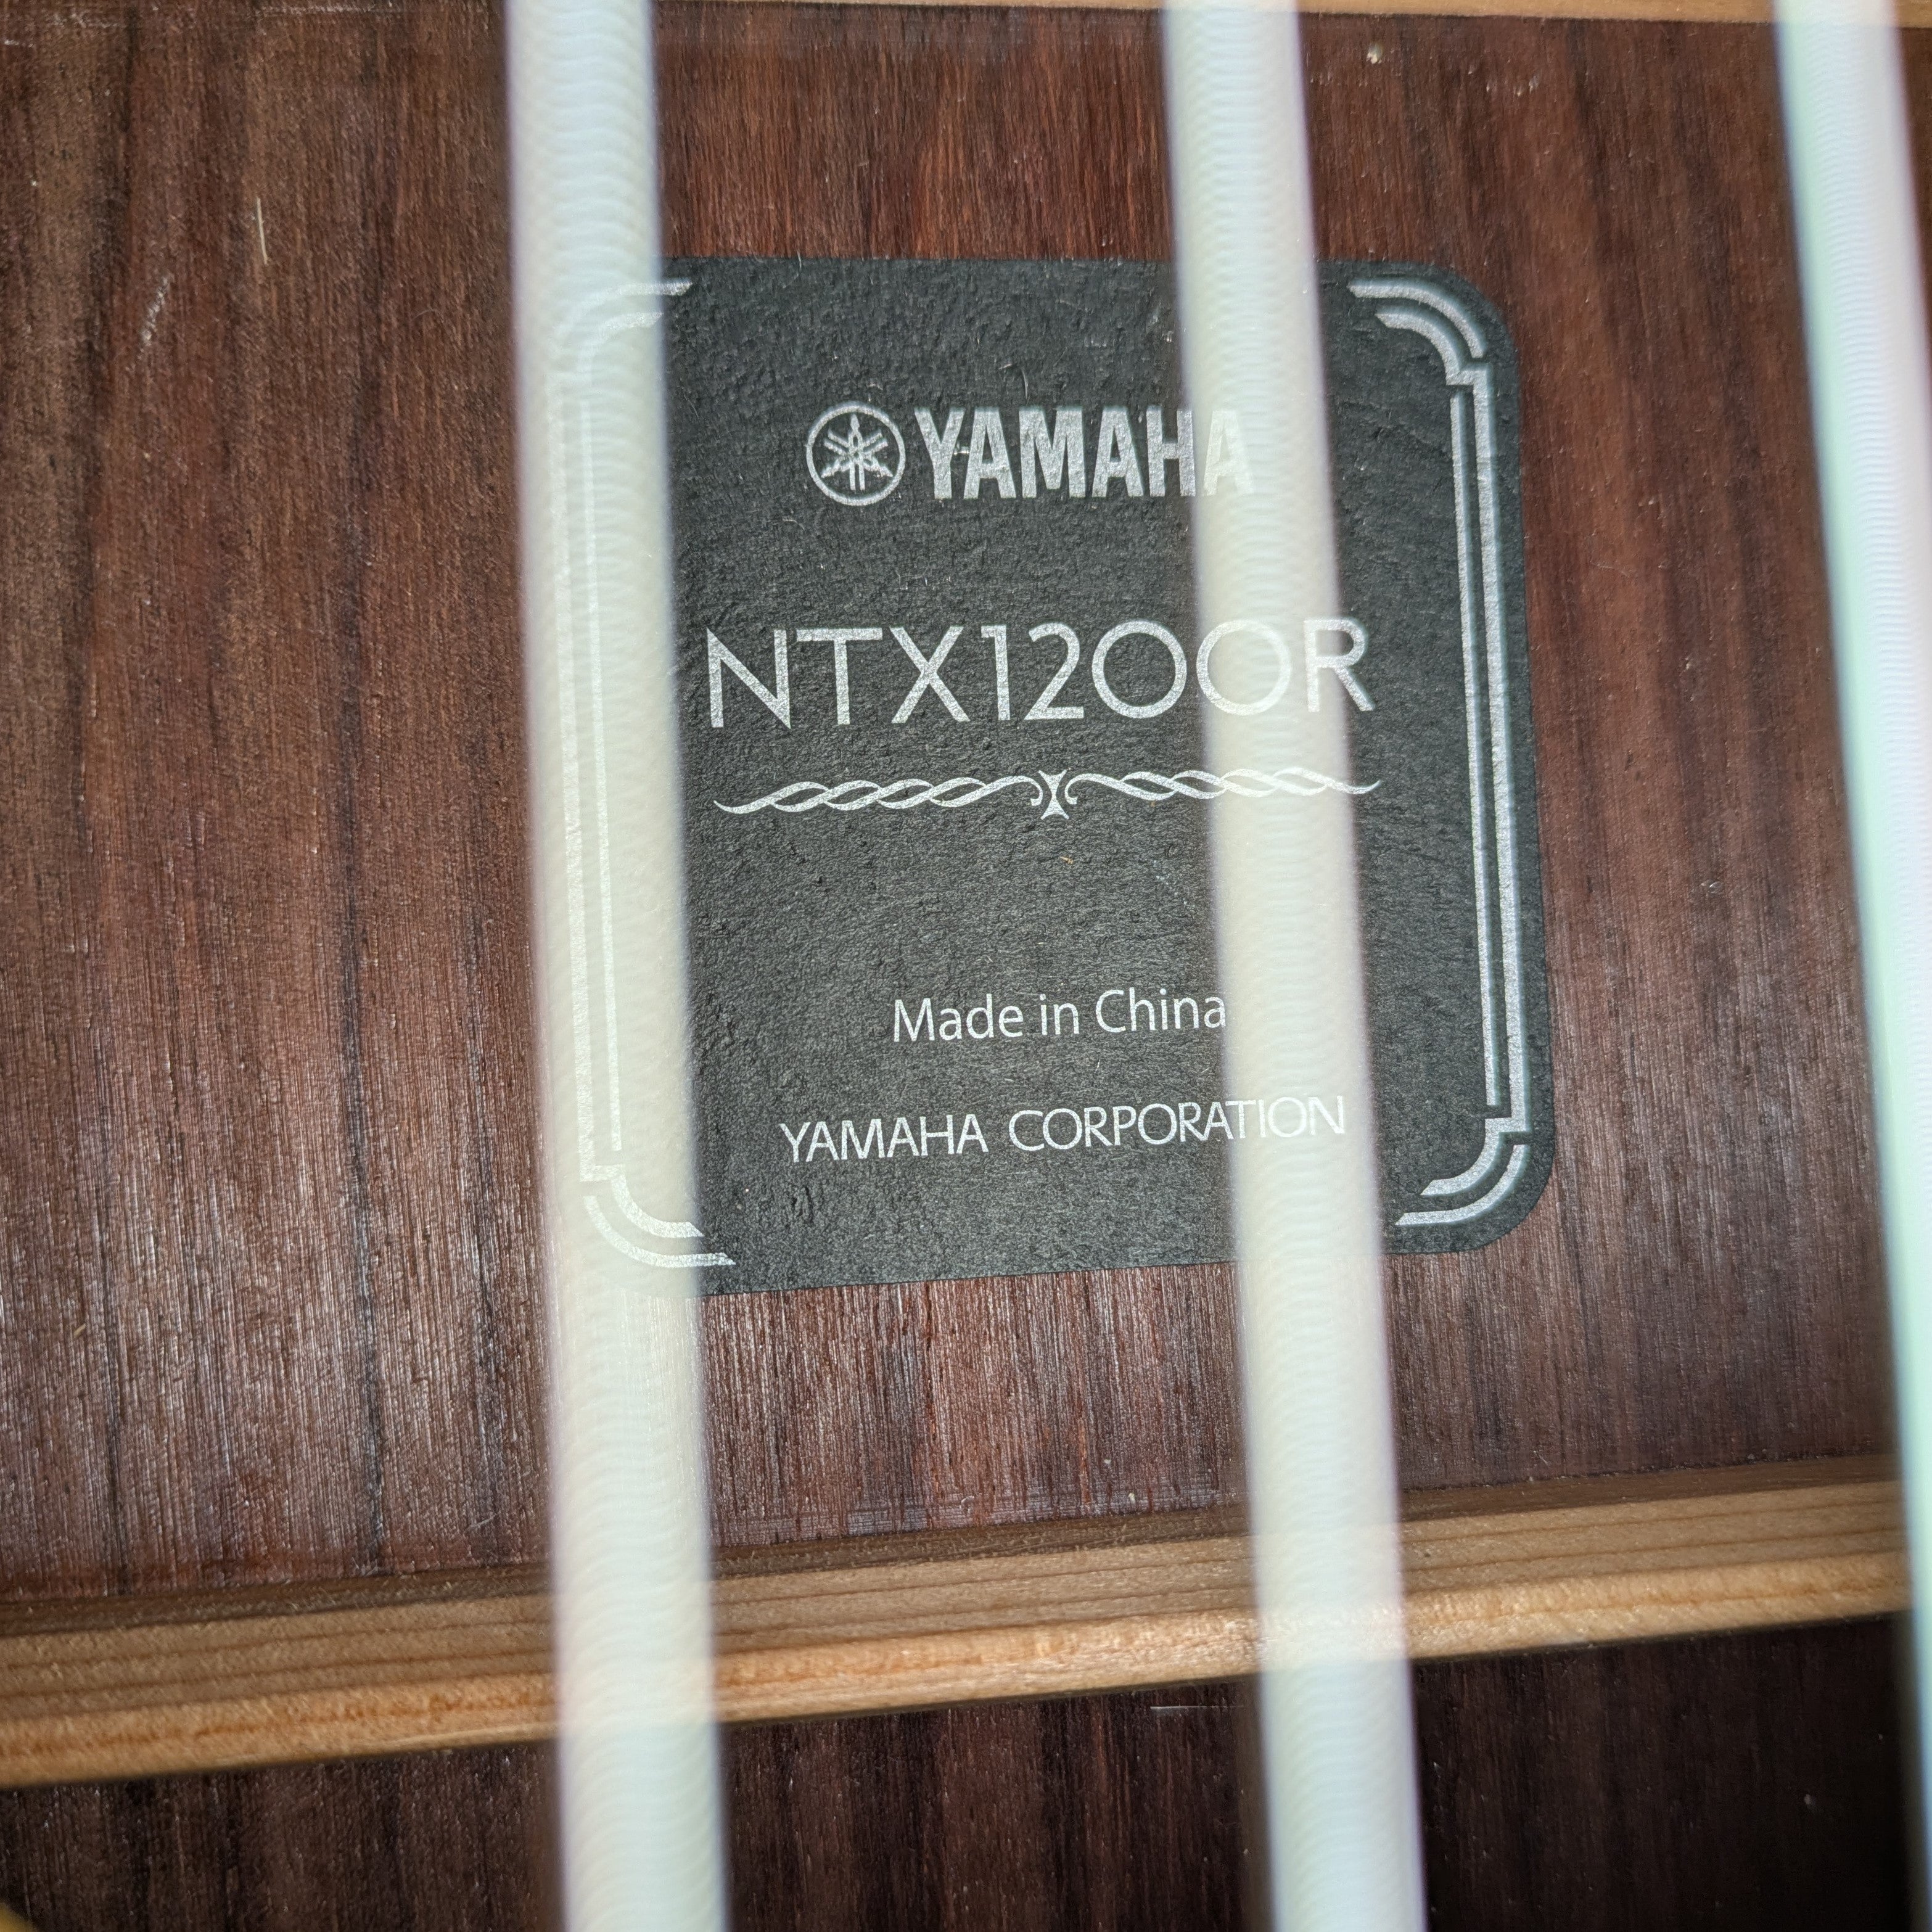 YAMAHA
NTX1200R
Made in China
YAMAHA CORPORATION